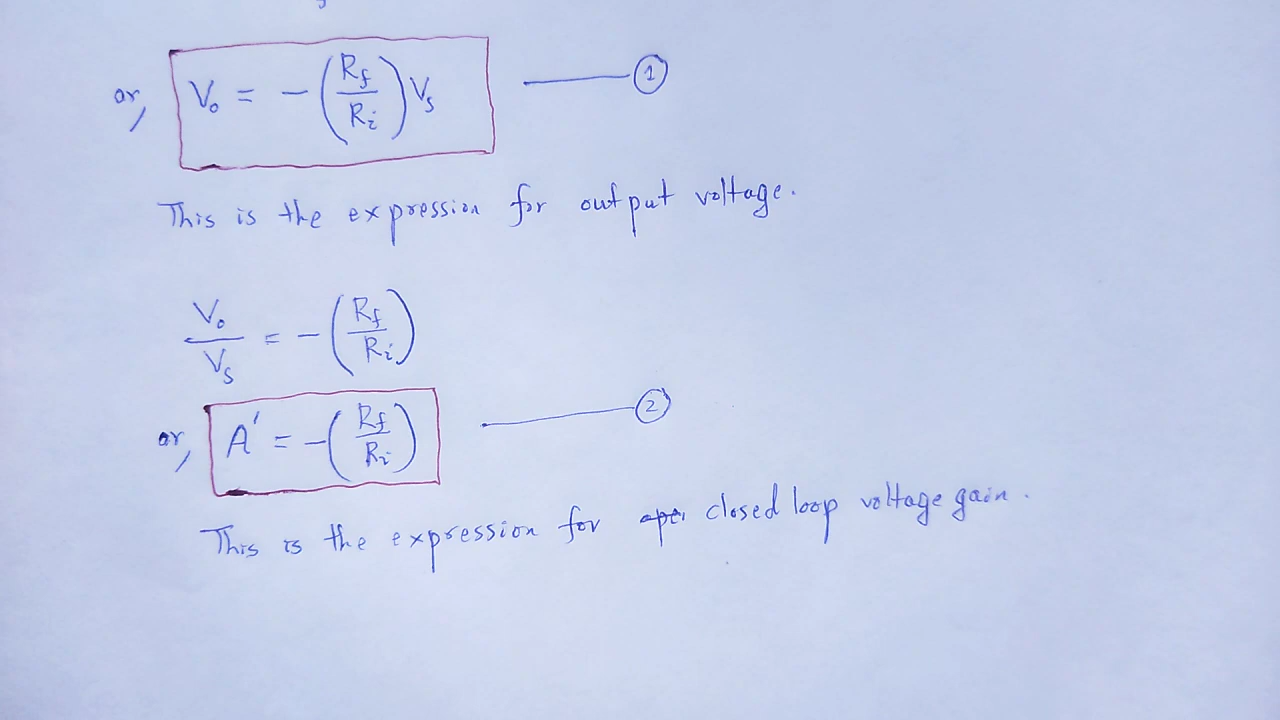 or, V₀ = -(R_f/R_i)V_s ——— ①
This is the expression for output voltage.
V₀/V_s = -(R_f/R_i)
or, A' = -(R_f/R_i) ——— ②
This is the expression for closed loop voltage gain.